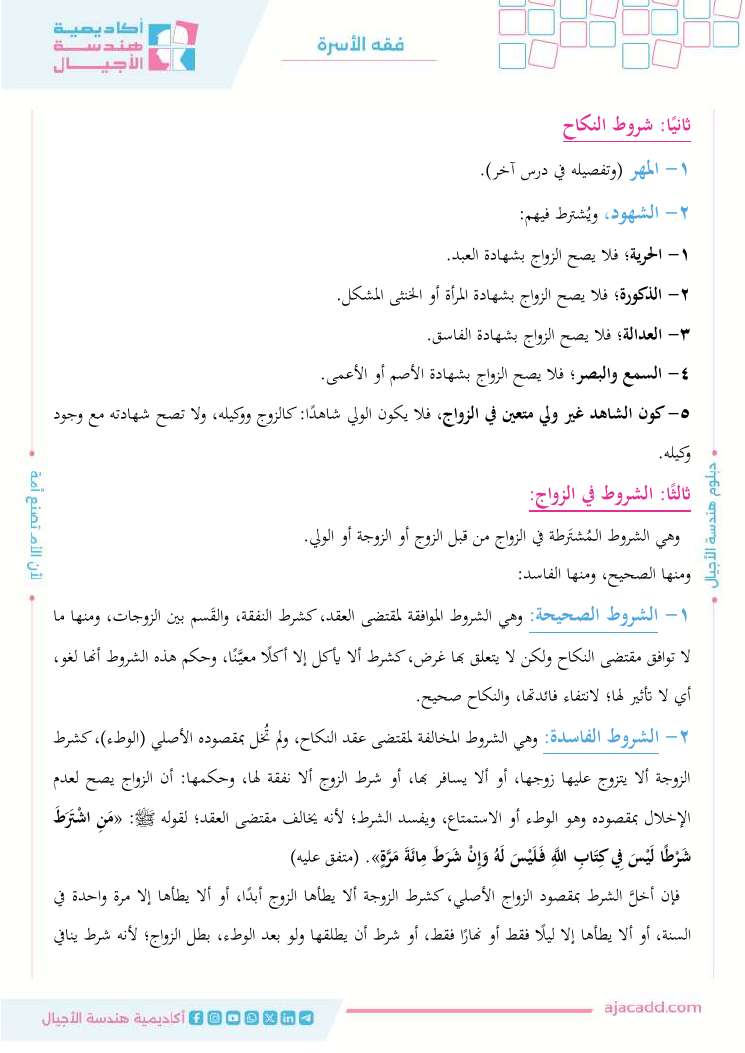 أكاديمية
هندسة
الأجيال
فقه الأسرة
ثانيًا: شروط النكاح
١- المهر (وتفصيله في درس آخر).
٢- الشهود، ويُشترط فيهم:
١- الحرية؛ فلا يصح الزواج بشهادة العبد.
٢- الذكورة؛ فلا يصح الزواج بشهادة المرأة أو الخنثى المشكل.
٣- العدالة؛ فلا يصح الزواج بشهادة الفاسق.
٤- السمع والبصر؛ فلا يصح الزواج بشهادة الأصم أو الأعمى.
٥- كون الشاهد غير ولي متعين في الزواج، فلا يكون الولي شاهدًا: كالزوج ووكيله، ولا تصح شهادته مع وجود
وكيله.
ثالثًا: الشروط في الزواج:
وهي الشروط المُشتَرطة في الزواج من قبل الزوج أو الزوجة أو الولي.
ومنها الصحيح، ومنها الفاسد:
١- الشروط الصحيحة: وهي الشروط الموافقة لمقتضى العقد، كشرط النفقة، والقَسم بين الزوجات، ومنها ما
لا توافق مقتضى النكاح ولكن لا يتعلق بها غرض، كشرط ألا يأكل إلا أكلًا معيَّنًا، وحكم هذه الشروط أنها لغو،
أي لا تأثير لها؛ لانتفاء فائدتها، والنكاح صحيح.
٢- الشروط الفاسدة: وهي الشروط المخالفة لمقتضى عقد النكاح، ولم تُخل بمقصوده الأصلي (الوطء)، كشرط
الزوجة ألا يتزوج عليها زوجها، أو ألا يسافر بها، أو شرط الزوج ألا نفقة لها، وحكمها: أن الزواج يصح لعدم
الإخلال بمقصوده وهو الوطء أو الاستمتاع، ويفسد الشرط؛ لأنه يخالف مقتضى العقد؛ لقوله ﷺ: «مَنِ اشْتَرَطَ
شَرْطًا لَيْسَ فِي كِتَابِ اللَّهِ فَلَيْسَ لَهُ وَإِنْ شَرَطَ مِائَةَ مَرَّةٍ». (متفق عليه)
فإن أخلَّ الشرط بمقصود الزواج الأصلي، كشرط الزوجة ألا يطأها الزوج أبدًا، أو ألا يطأها إلا مرة واحدة في
السنة، أو ألا يطأها إلا ليلًا فقط أو نهارًا فقط، أو شرط أن يطلقها ولو بعد الوطء، بطل الزواج؛ لأنه شرط ينافي
دبلوم هندسة الأجيال
لأن الأم تصنع أمة
أكاديمية هندسة الأجيال
ajacadd.com